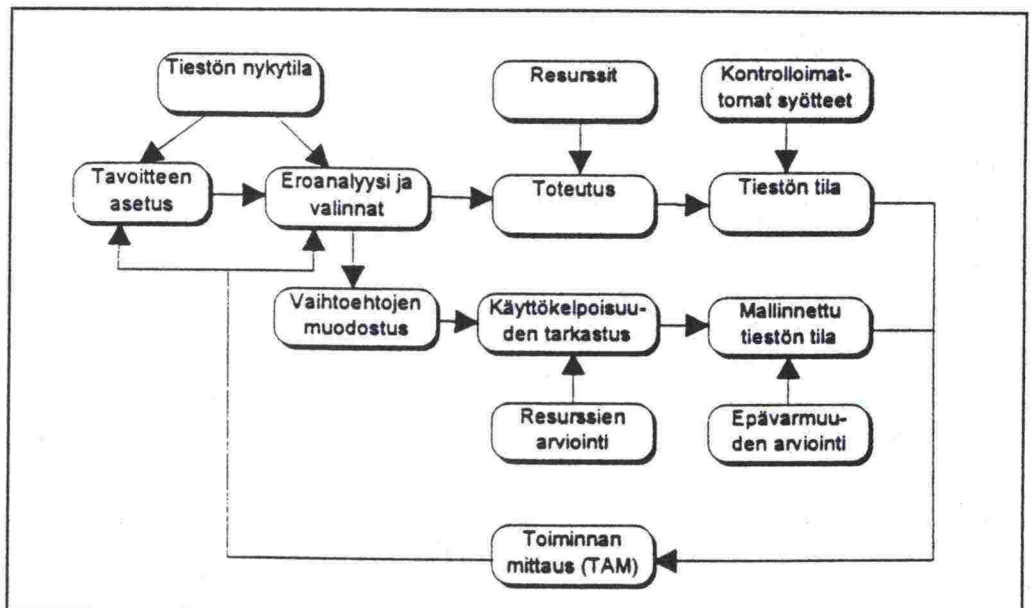 Tiestön nykytila
Resurssit
Kontrolloimat-
tomat syötteet
Tavoitteen
asetus
Eroanalyysi ja
valinnat
Toteutus
Tiestön tila
Vaihtoehtojen
muodostus
Käyttökelpoisuu-
den tarkastus
Mallinnettu
tiestön tila
Resurssien
arviointi
Epävarmuu-
den arviointi
Toiminnan
mittaus (TAM)